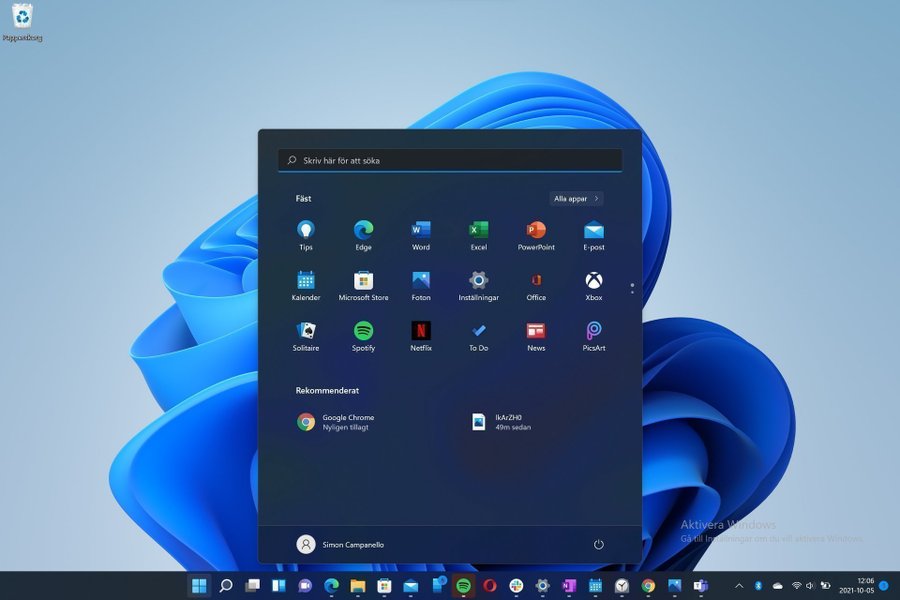 Papperskorg
Skriv här för att söka
Fäst
Alla appar
Tips
Edge
Word
Excel
PowerPoint
E-post
Kalender
Microsoft Store
Foton
Inställningar
Office
Xbox
Solitaire
Spotify
Netflix
To Do
News
PicsArt
Rekommenderat
Google Chrome
Nyligen tillagt
lkArZH0
49m sedan
Simon Campanello
Aktivera Windows
Gå till Inställningar om du vill aktivera Windows.
12:06
2021-10-05